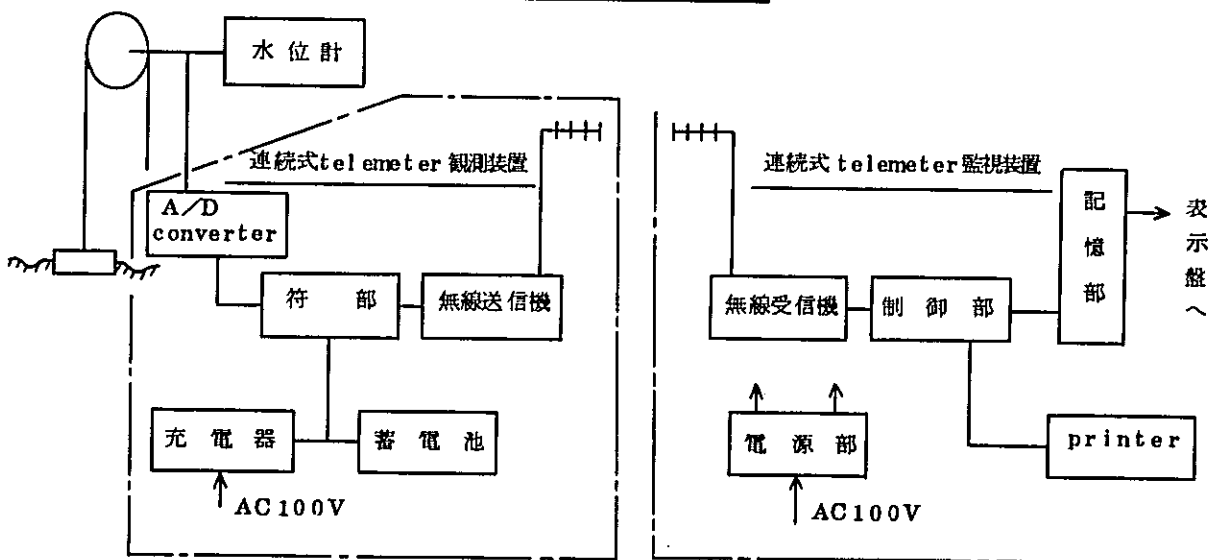 水位計
連続式telemeter観測装置
A/D
converter
符部
無線送信機
充電器
蓄電池
AC100V
連続式telemeter監視装置
無線受信機
制御部
記憶部
表示盤へ
電源部
printer
AC100V